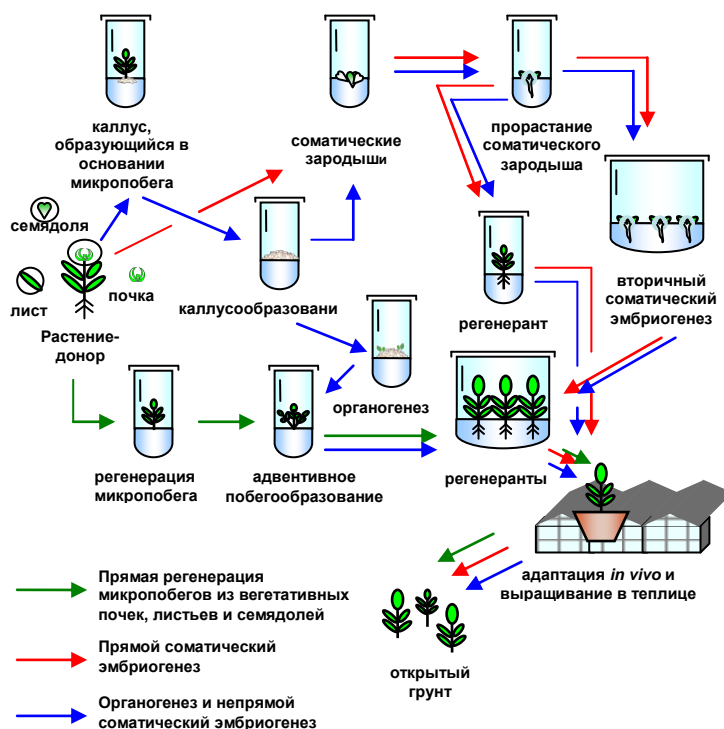 каллус,
образующийся в
основании
микропобега
соматические
зародыши
прорастание
соматического
зародыша
семядоля
лист
почка
Растение-
донор
каллусообразовани
регенерант
вторичный
соматический
эмбриогенез
органогенез
регенерация
микропобега
адвентивное
побегообразование
регенеранты
адаптация in vivo и
выращивание в теплице
открытый
грунт
Прямая регенерация
микропобегов из вегетативных
почек, листьев и семядолей
Прямой соматический
эмбриогенез
Органогенез и непрямой
соматический эмбриогенез